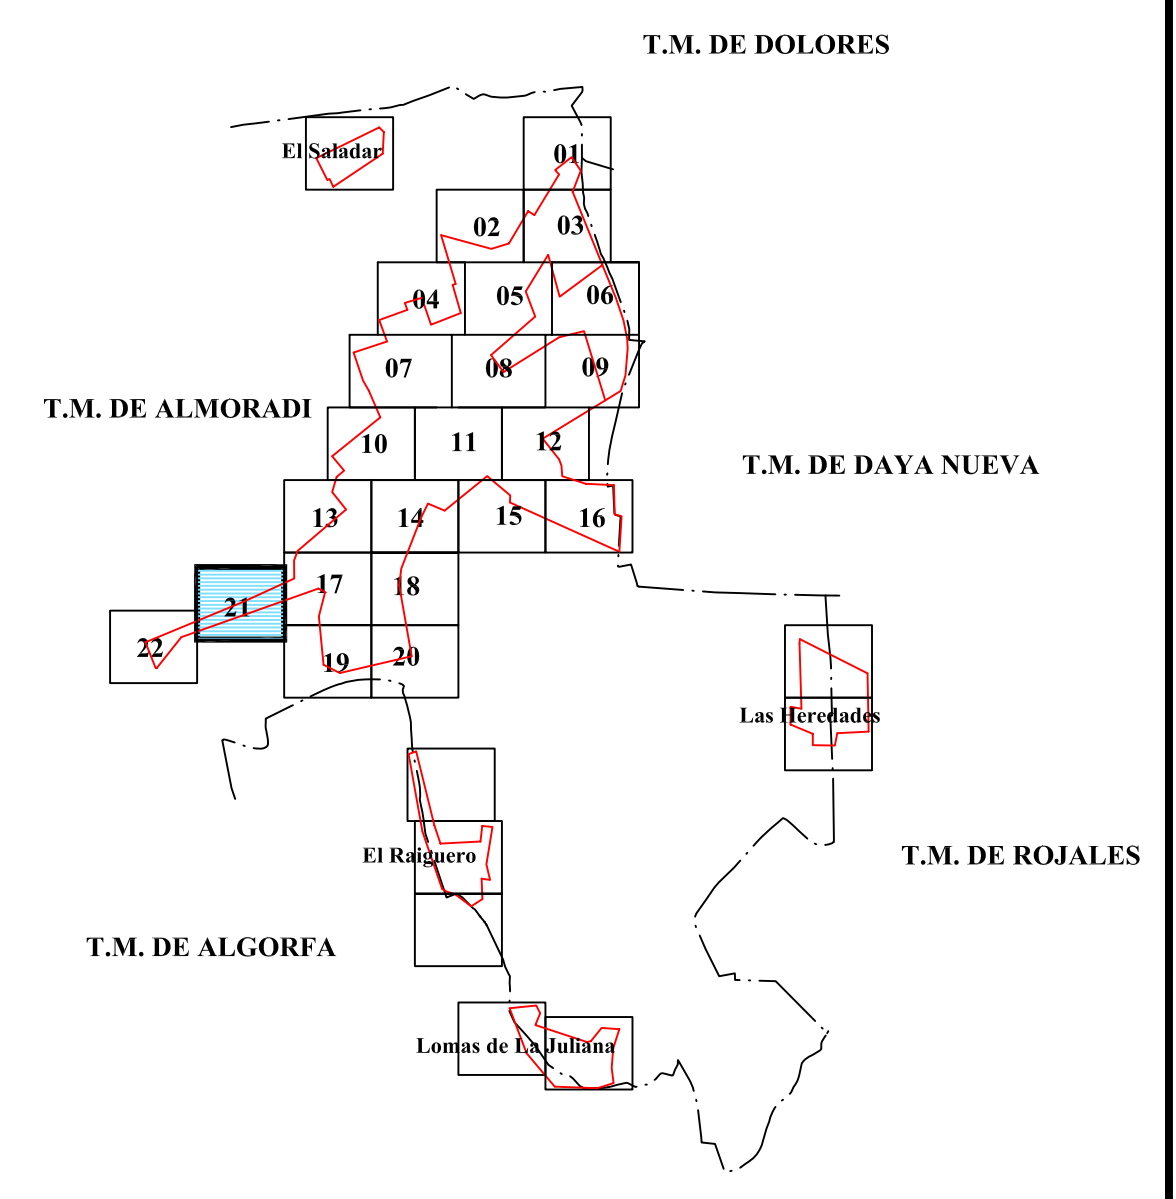 T.M. DE DOLORES
El Saladar
01
02
03
04
05
06
07
08
09
T.M. DE ALMORADI
10
11
12
T.M. DE DAYA NUEVA
13
14
15
16
17
18
21
22
19
20
Las Heredades
El Raiguero
T.M. DE ROJALES
T.M. DE ALGORFA
Lomas de La Juliana